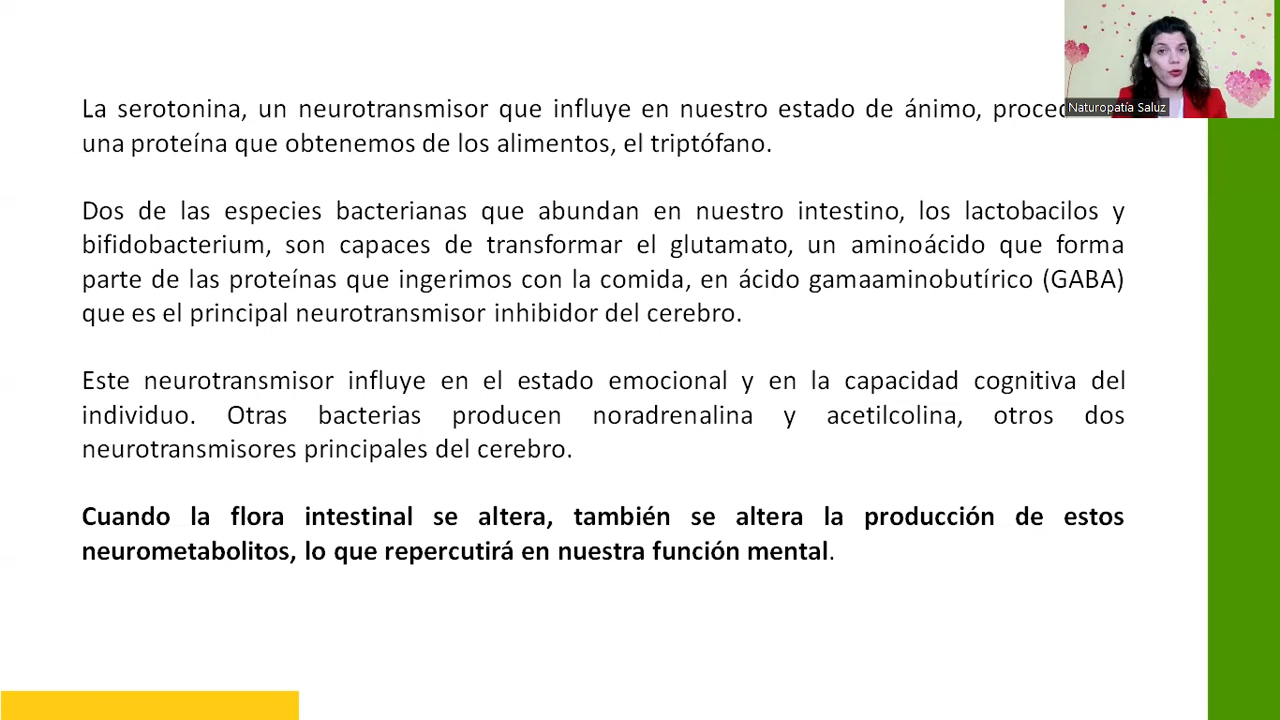 La serotonina, un neurotransmisor que influye en nuestro estado de ánimo, proced
una proteína que obtenemos de los alimentos, el triptófano.
Dos de las especies bacterianas que abundan en nuestro intestino, los lactobacilos y
bifidobacterium, son capaces de transformar el glutamato, un aminoácido que forma
parte de las proteínas que ingerimos con la comida, en ácido gamaaminobutírico (GABA)
que es el principal neurotransmisor inhibidor del cerebro.
Este neurotransmisor influye en el estado emocional y en la capacidad cognitiva del
individuo. Otras bacterias producen noradrenalina y acetilcolina, otros dos
neurotransmisores principales del cerebro.
Cuando la flora intestinal se altera, también se altera la producción de estos
neurometabolitos, lo que repercutirá en nuestra función mental.
Naturopatía Saluz